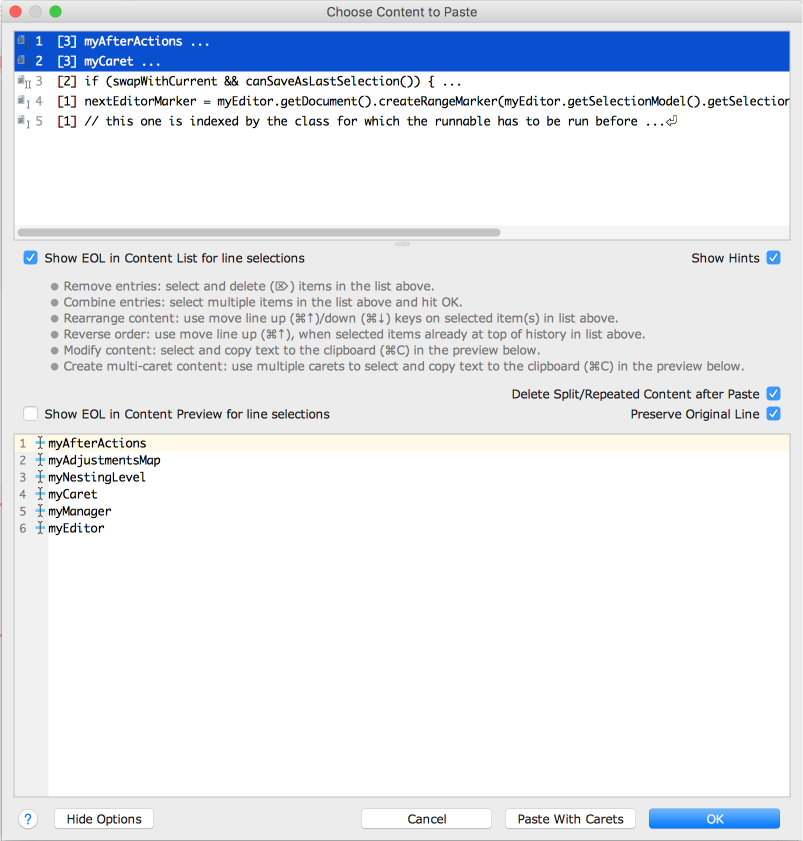 Choose Content to Paste
1 [3] myAfterActions ...
2 [3] myCaret ...
3 [2] if (swapWithCurrent && canSaveAsLastSelection()) { ...
4 [1] nextEditorMarker = myEditor.getDocument().createRangeMarker(myEditor.getSelectionModel().getSelection
5 [1] // this one is indexed by the class for which the runnable has to be run before ...⏎
Show EOL in Content List for line selections
Show Hints
● Remove entries: select and delete (⌦) items in the list above.
● Combine entries: select multiple items in the list above and hit OK.
● Rearrange content: use move line up (⌘↑)/down (⌘↓) keys on selected item(s) in list above.
● Reverse order: use move line up (⌘↑), when selected items already at top of history in list above.
● Modify content: select and copy text to the clipboard (⌘C) in the preview below.
● Create multi-caret content: use multiple carets to select and copy text to the clipboard (⌘C) in the preview below.
Delete Split/Repeated Content after Paste
Show EOL in Content Preview for line selections
Preserve Original Line
1 myAfterActions
2 myAdjustmentsMap
3 myNestingLevel
4 myCaret
5 myManager
6 myEditor
?
Hide Options
Cancel
Paste With Carets
OK